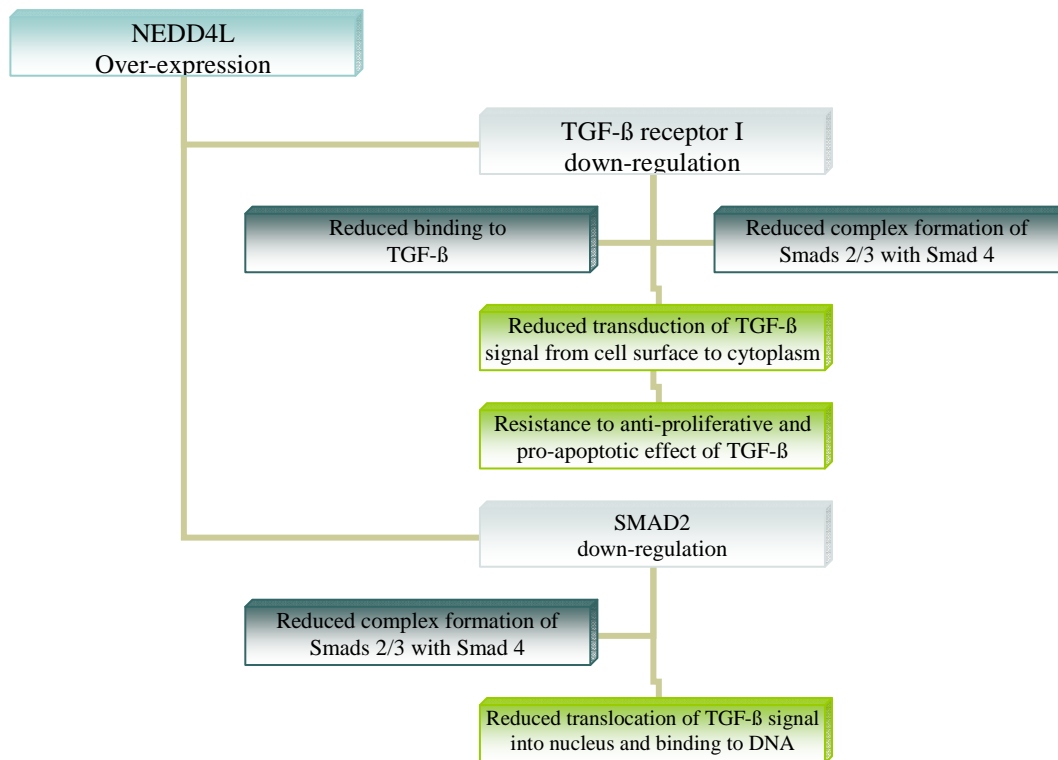 NEDD4L
Over-expression
TGF-ß receptor I
down-regulation
Reduced binding to
TGF-ß
Reduced complex formation of
Smads 2/3 with Smad 4
Reduced transduction of TGF-ß
signal from cell surface to cytoplasm
Resistance to anti-proliferative and
pro-apoptotic effect of TGF-ß
SMAD2
down-regulation
Reduced complex formation of
Smads 2/3 with Smad 4
Reduced translocation of TGF-ß signal
into nucleus and binding to DNA